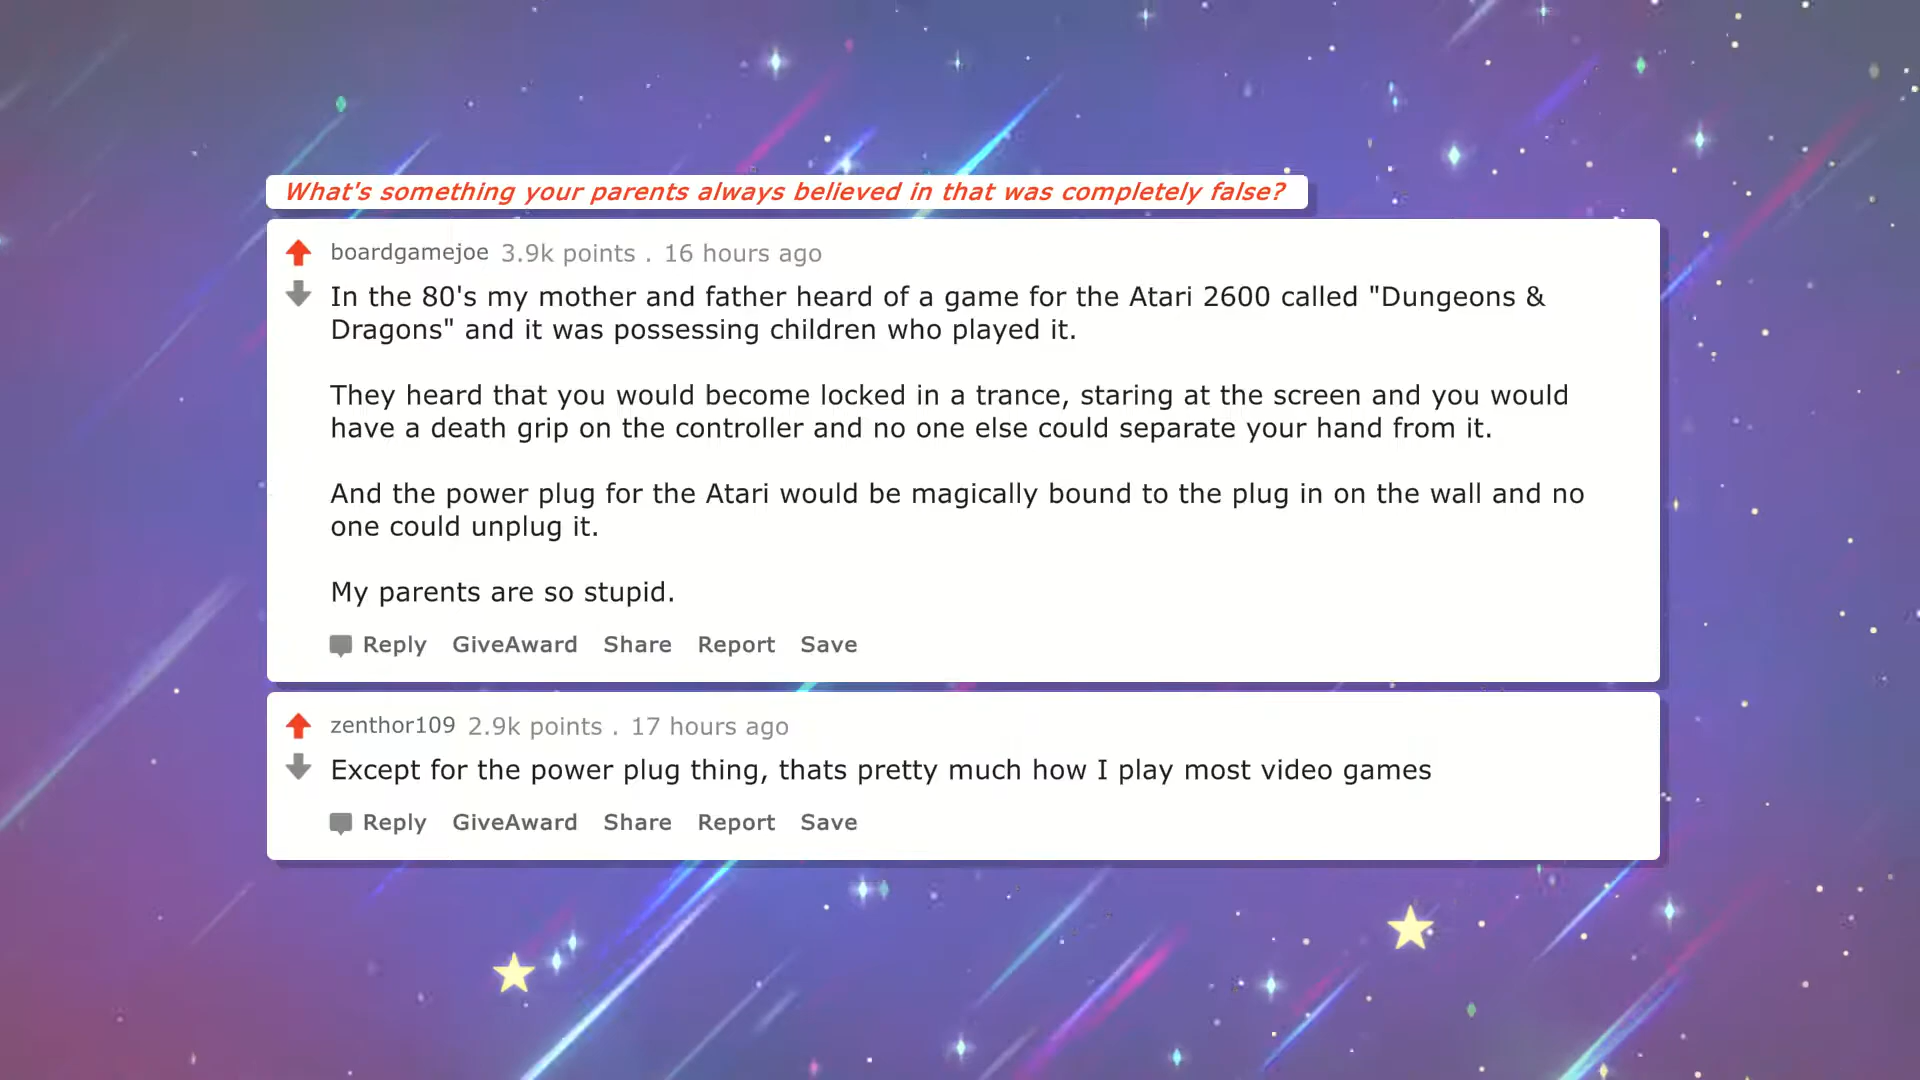 What's something your parents always believed in that was completely false?
boardgamejoe 3.9k points . 16 hours ago
In the 80's my mother and father heard of a game for the Atari 2600 called "Dungeons &
Dragons" and it was possessing children who played it.
They heard that you would become locked in a trance, staring at the screen and you would
have a death grip on the controller and no one else could separate your hand from it.
And the power plug for the Atari would be magically bound to the plug in on the wall and no
one could unplug it.
My parents are so stupid.
Reply GiveAward Share Report Save
zenthor109 2.9k points . 17 hours ago
Except for the power plug thing, thats pretty much how I play most video games
Reply GiveAward Share Report Save